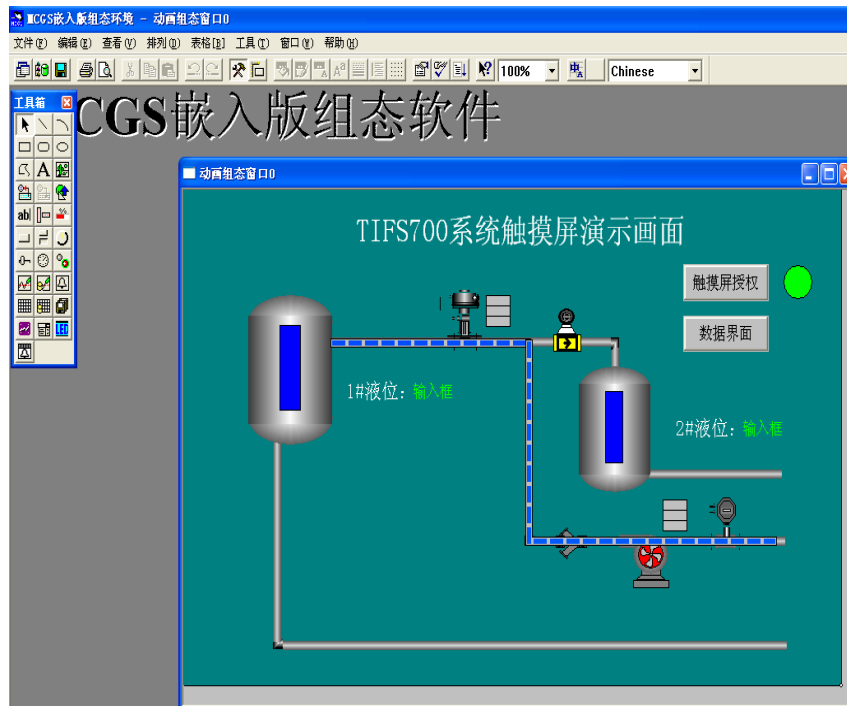 MCGS嵌入版组态环境 - 动画组态窗口0
文件(F) 编辑(E) 查看(V) 排列(D) 表格[B] 工具(T) 窗口(W) 帮助(H)
100% Chinese
工具箱
CGS嵌入版组态软件
A
ab|
LED
动画组态窗口0
TIFS700系统触摸屏演示画面
触摸屏授权
数据界面
1#液位: 输入框
2#液位: 输入框